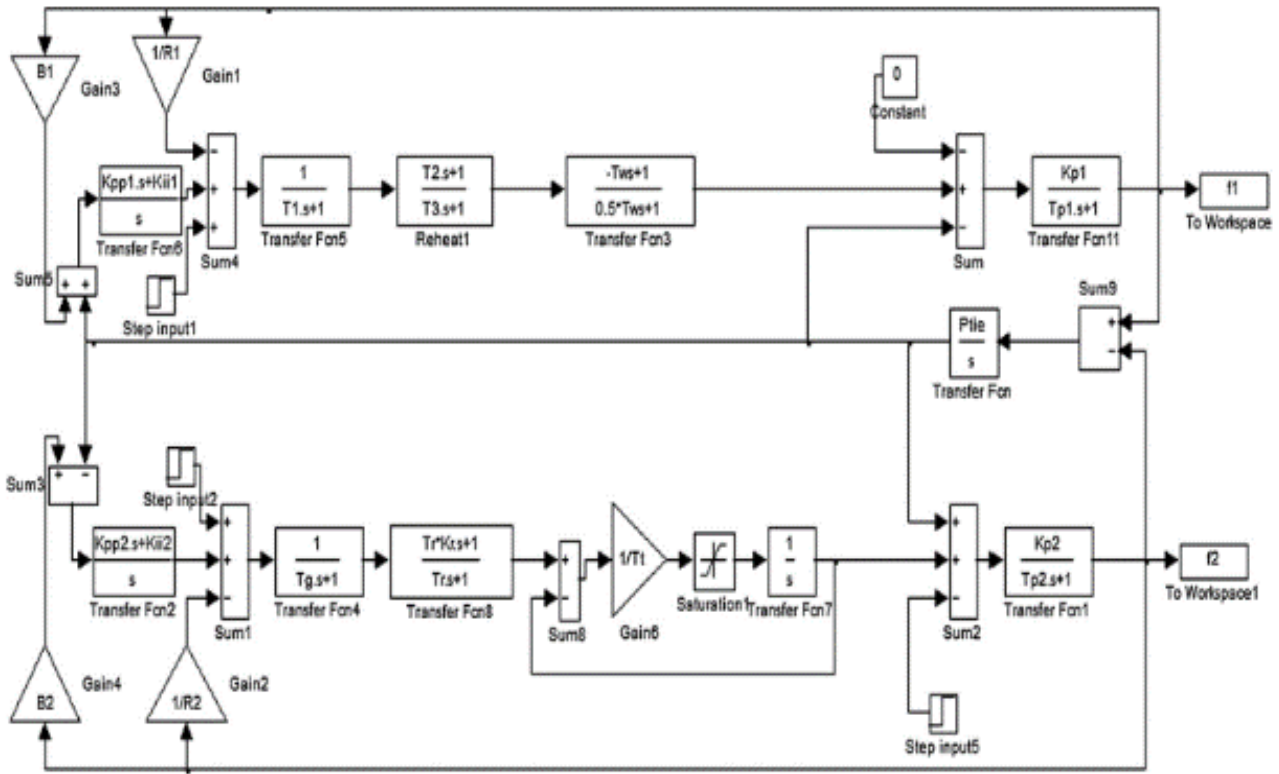 B1
Gain3
1/R1
Gain1
0
Constant
Kpp1.s+Kii1
s
Transfer Fcn6
-
+
+
Sum4
1
T1.s+1
Transfer Fcn5
T2.s+1
T3.s+1
Reheat1
-Tws+1
0.5*Tws+1
Transfer Fcn3
-
+
-
Sum
Kp1
Tp1.s+1
Transfer Fcn11
f1
To Workspace
Sum5
+ +
Step input1
Sum9
+
-
Ptie
s
Transfer Fcn
Sum3
+ -
Step input2
Kpp2.s+Kii2
s
Transfer Fcn2
+
+
-
Sum1
1
Tg.s+1
Transfer Fcn4
Tr*Kr.s+1
Tr.s+1
Transfer Fcn8
+
-
Sum8
1/Tt
Gain6
Saturation1
1
s
Transfer Fcn7
+
+
-
Sum2
Kp2
Tp2.s+1
Transfer Fcn1
f2
To Workspace1
B2
Gain4
1/R2
Gain2
Step input5